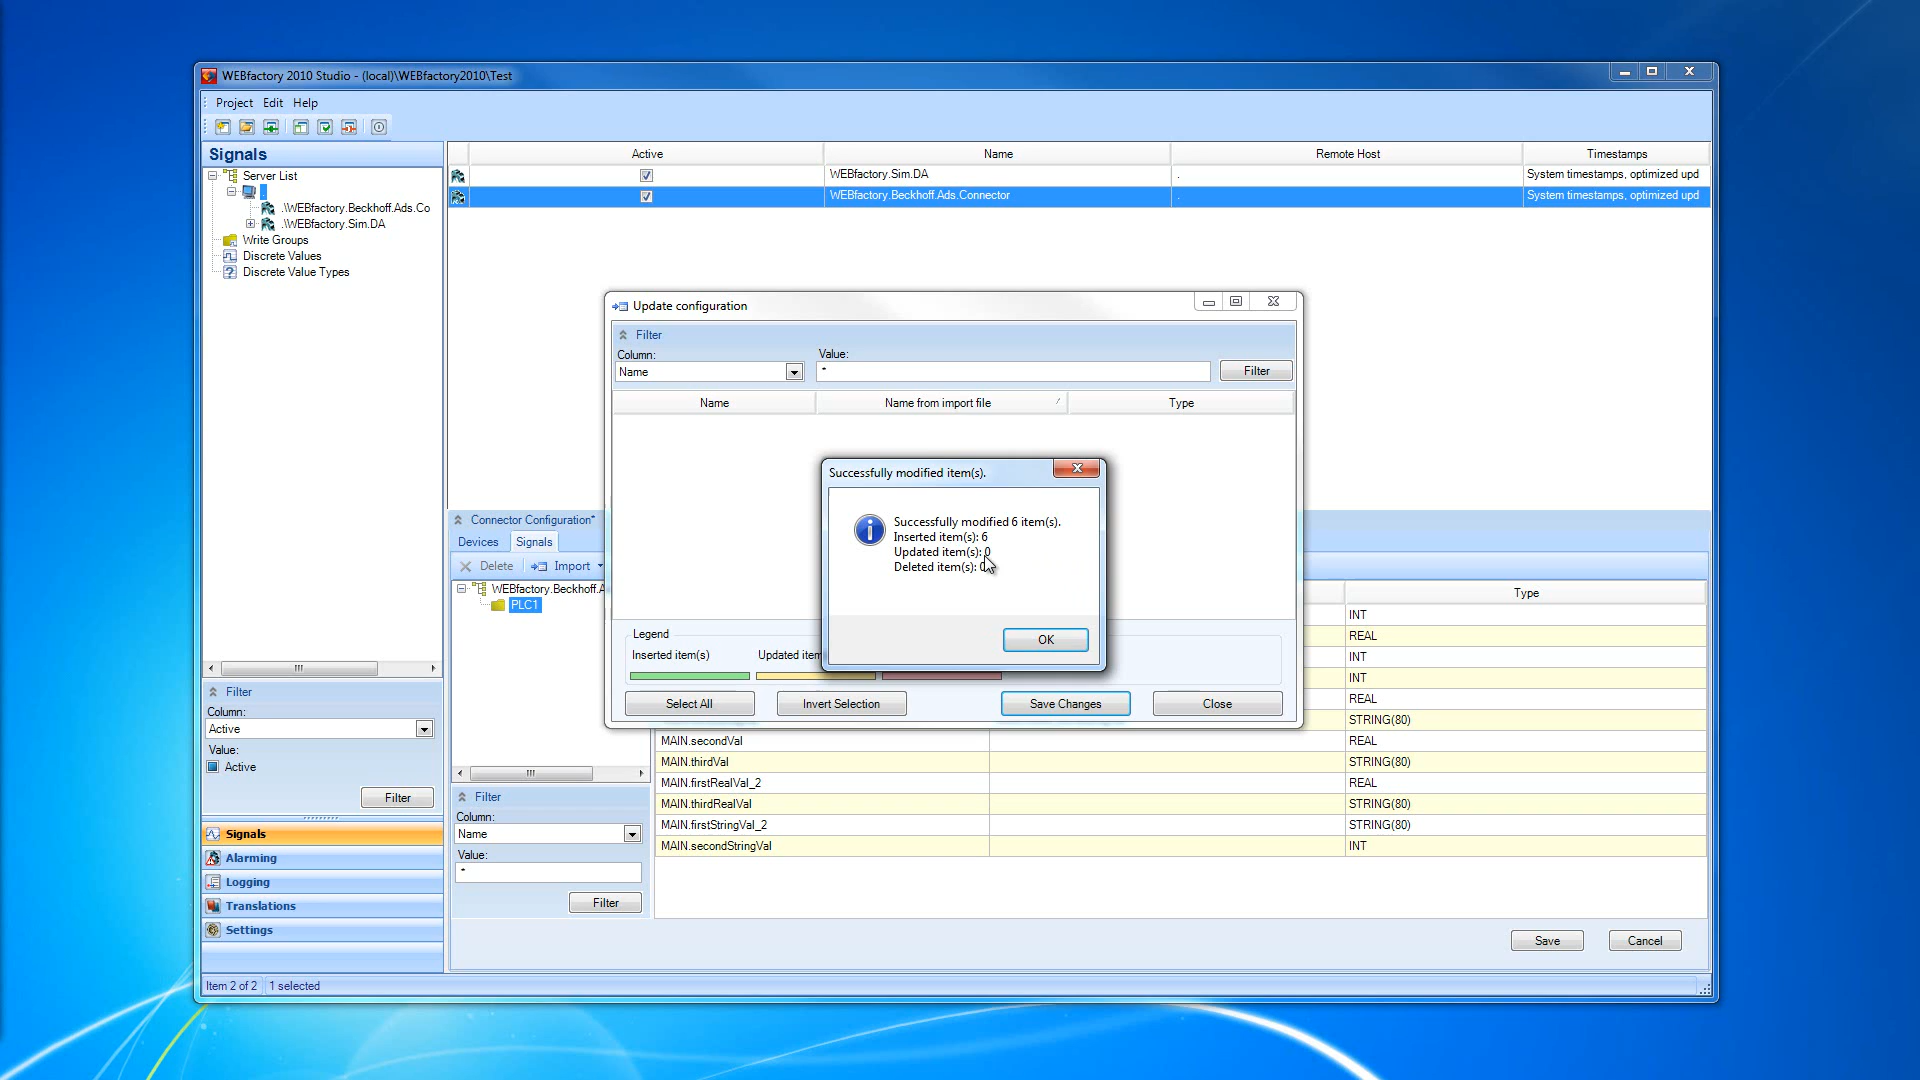 WEBfactory 2010 Studio - (local)\WEBfactory2010\Test
Project Edit Help
Signals
Server List
.
.\WEBfactory.Beckhoff.Ads.Co
.\WEBfactory.Sim.DA
Write Groups
Discrete Values
Discrete Value Types
Active Name Remote Host Timestamps
WEBfactory.Sim.DA . System timestamps, optimized upd
WEBfactory.Beckhoff.Ads.Connector . System timestamps, optimized upd
Update configuration
Filter
Column: Value:
Name * Filter
Name Name from import file Type
Successfully modified item(s).
Successfully modified 6 item(s).
Inserted item(s): 6
Updated item(s): 0
Deleted item(s): 0
OK
Legend
Inserted item(s) Updated item
Select All Invert Selection Save Changes Close
Connector Configuration*
Devices Signals
Delete Import
WEBfactory.Beckhoff.A
PLC1
Type
INT
REAL
INT
INT
REAL
STRING(80)
MAIN.secondVal REAL
MAIN.thirdVal STRING(80)
MAIN.firstRealVal_2 REAL
MAIN.thirdRealVal STRING(80)
MAIN.firstStringVal_2 STRING(80)
MAIN.secondStringVal INT
Filter
Column:
Name
Value:
*
Filter
Save Cancel
Filter
Column:
Active
Value:
Active
Filter
Signals
Alarming
Logging
Translations
Settings
Item 2 of 2 1 selected